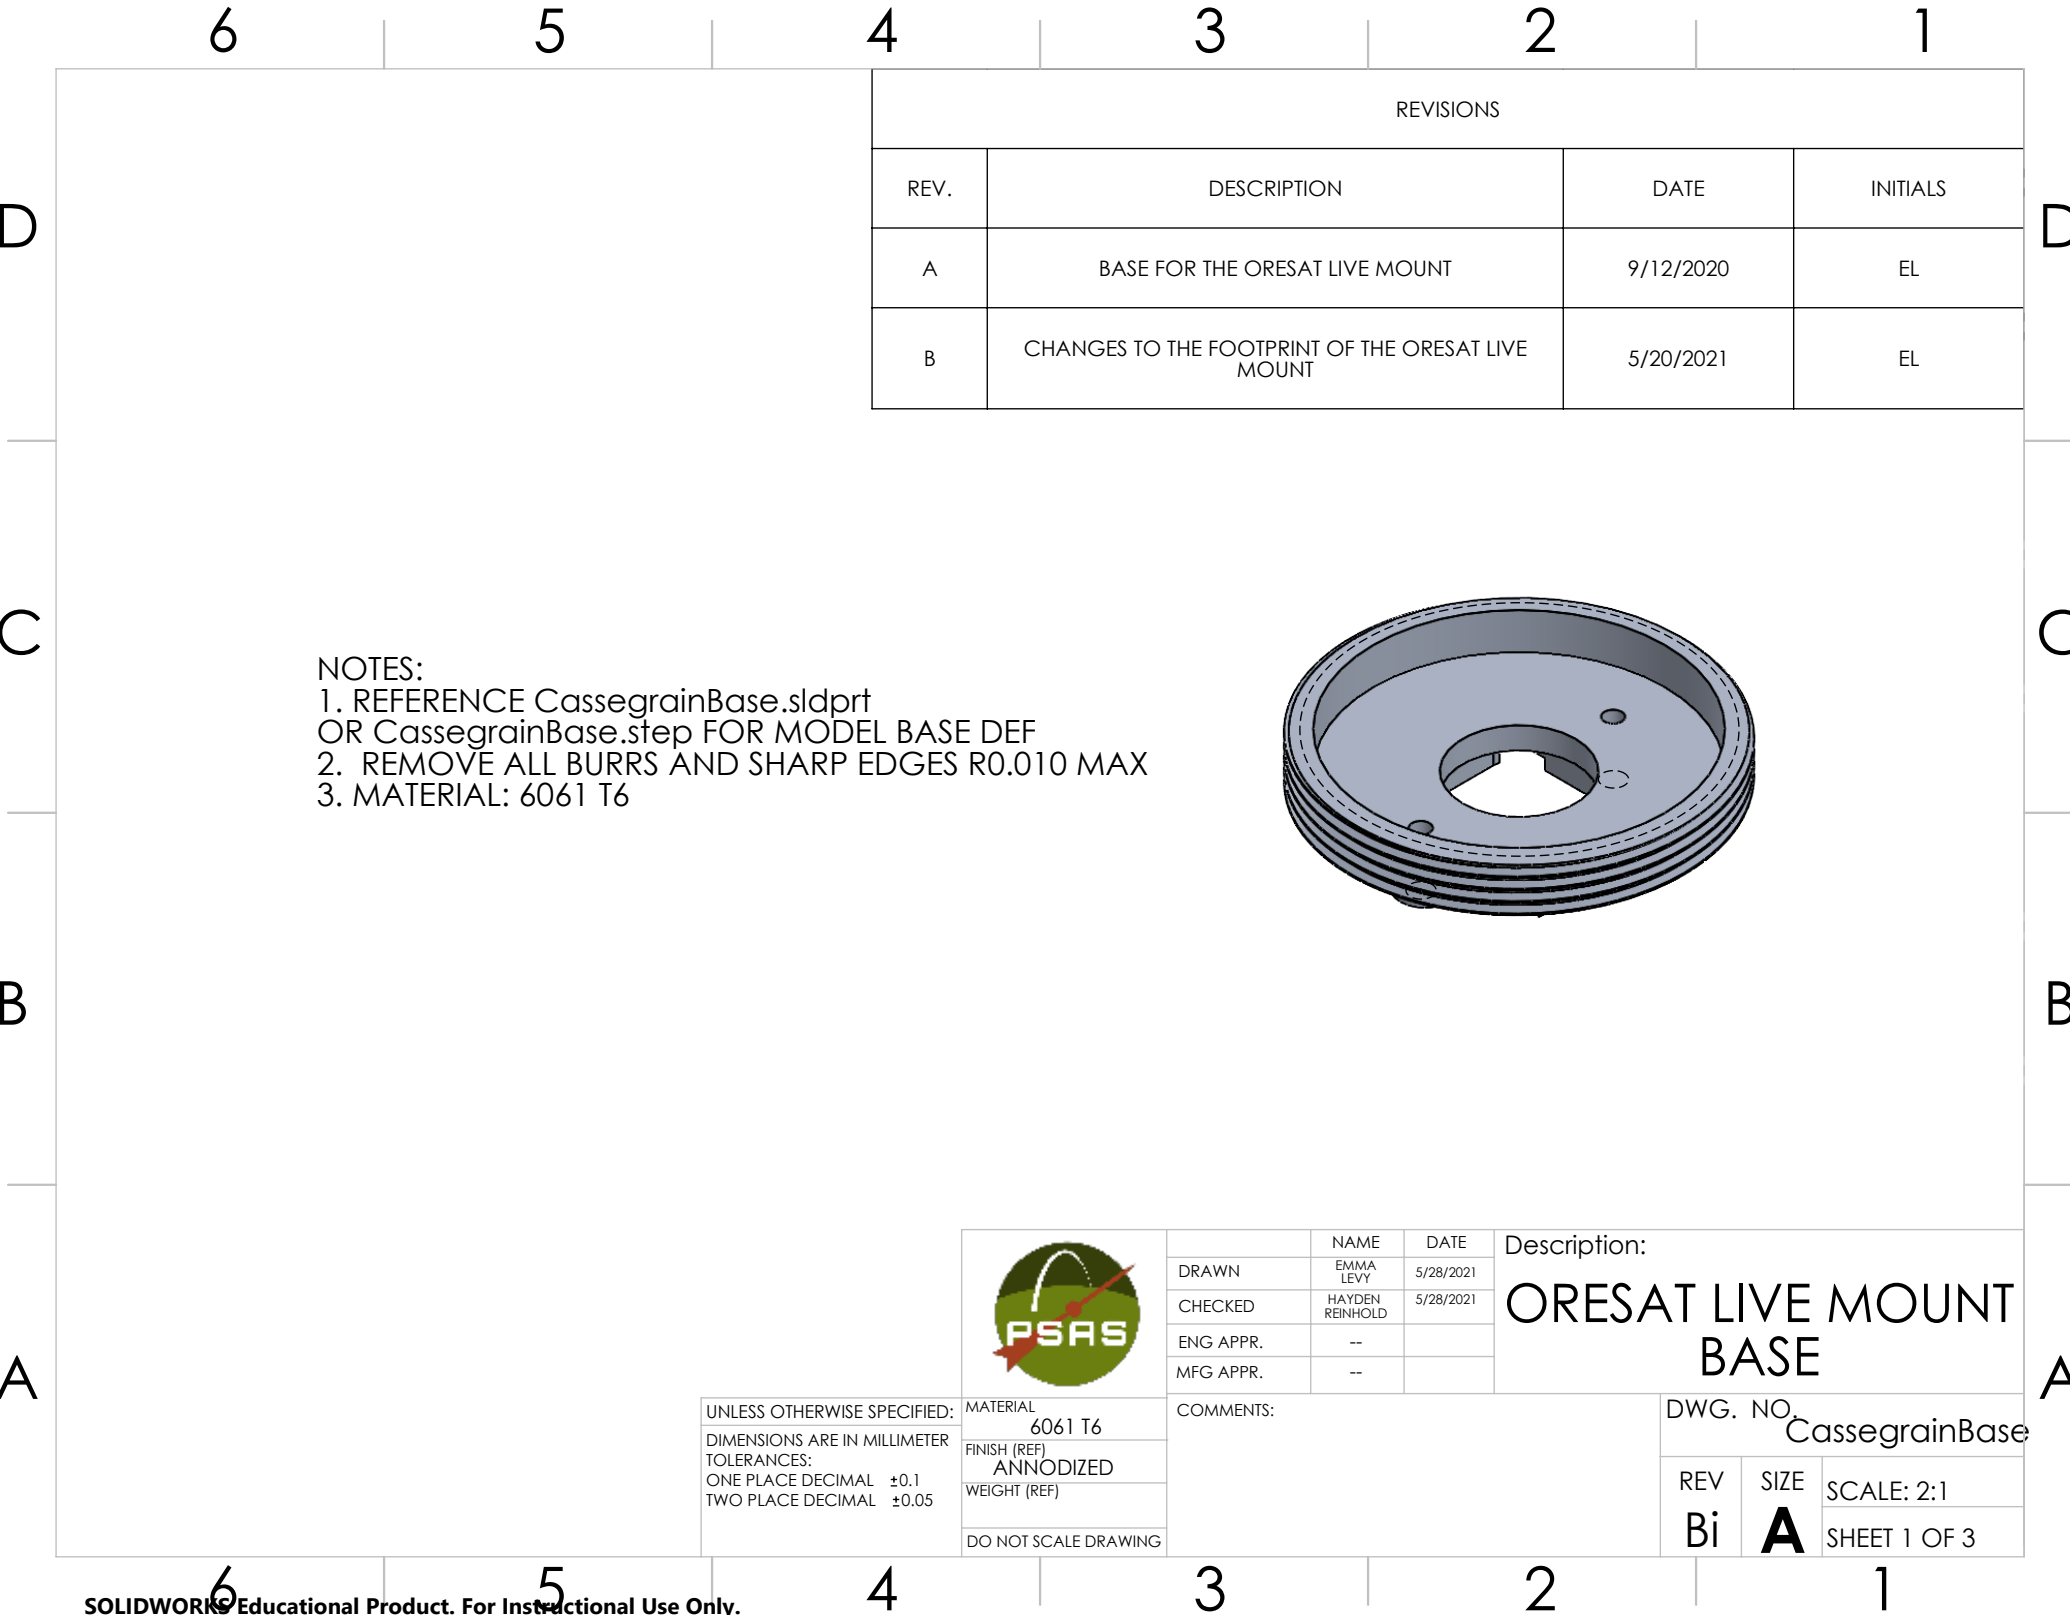 6 5 4 3 2 1
REVISIONS
REV. DESCRIPTION DATE INITIALS
A BASE FOR THE ORESAT LIVE MOUNT 9/12/2020 EL
B CHANGES TO THE FOOTPRINT OF THE ORESAT LIVE
MOUNT 5/20/2021 EL
D D
C C
NOTES:
1. REFERENCE CassegrainBase.sldprt
OR CassegrainBase.step FOR MODEL BASE DEF
2. REMOVE ALL BURRS AND SHARP EDGES R0.010 MAX
3. MATERIAL: 6061 T6
B B
A A
PSAS
NAME DATE
DRAWN EMMA
LEVY 5/28/2021
CHECKED HAYDEN
REINHOLD 5/28/2021
ENG APPR. --
MFG APPR. --
Description:
ORESAT LIVE MOUNT
BASE
UNLESS OTHERWISE SPECIFIED:
DIMENSIONS ARE IN MILLIMETER
TOLERANCES:
ONE PLACE DECIMAL ±0.1
TWO PLACE DECIMAL ±0.05
MATERIAL
6061 T6
FINISH (REF)
ANNODIZED
WEIGHT (REF)
DO NOT SCALE DRAWING
COMMENTS:
DWG. NO.
CassegrainBase
REV
Bi
SIZE
A
SCALE: 2:1
SHEET 1 OF 3
6 5 4 3 2 1
SOLIDWORKS Educational Product. For Instructional Use Only.